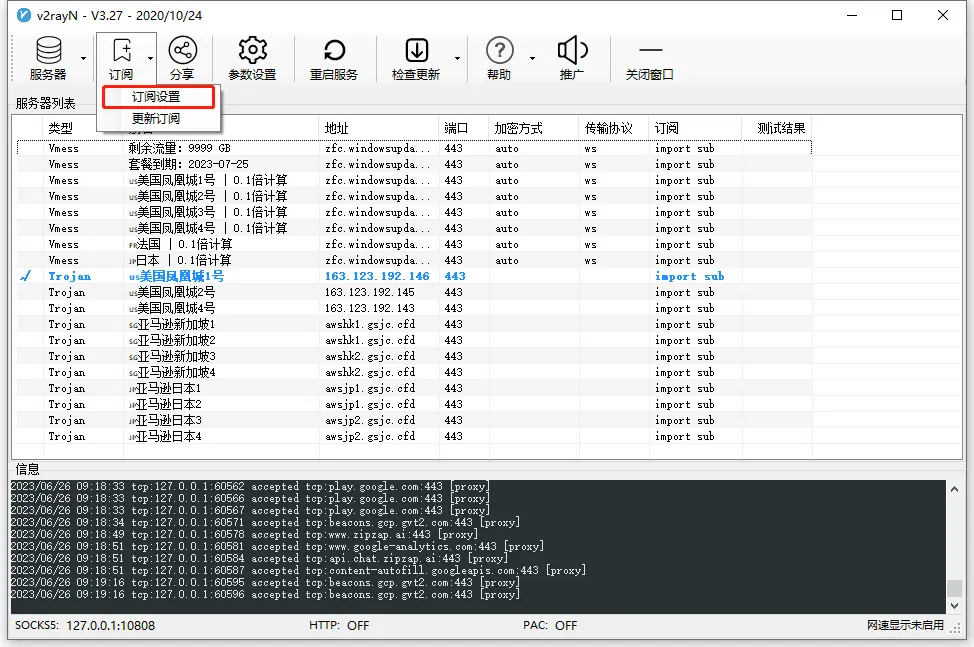 v2rayN - V3.27 - 2020/10/24
服务器 订阅 分享 参数设置 重启服务 检查更新 帮助 推广 关闭窗口
订阅设置
服务器列表
更新订阅
类型 地址 端口 加密方式 传输协议 订阅 测试结果
Vmess 剩余流量: 9999 GB zfc.windowsupda... 443 auto ws import sub
Vmess 套餐到期: 2023-07-25 zfc.windowsupda... 443 auto ws import sub
Vmess US美国凤凰城1号 | 0.1倍计算 zfc.windowsupda... 443 auto ws import sub
Vmess US美国凤凰城2号 | 0.1倍计算 zfc.windowsupda... 443 auto ws import sub
Vmess US美国凤凰城3号 | 0.1倍计算 zfc.windowsupda... 443 auto ws import sub
Vmess US美国凤凰城4号 | 0.1倍计算 zfc.windowsupda... 443 auto ws import sub
Vmess FR法国 | 0.1倍计算 zfc.windowsupda... 443 auto ws import sub
Vmess JP日本 | 0.1倍计算 zfc.windowsupda... 443 auto ws import sub
Trojan US美国凤凰城1号 163.123.192.146 443 import sub
Trojan US美国凤凰城2号 163.123.192.145 443 import sub
Trojan US美国凤凰城4号 163.123.192.143 443 import sub
Trojan SG亚马逊新加坡1 awshk1.gsjc.cfd 443 import sub
Trojan SG亚马逊新加坡2 awshk1.gsjc.cfd 443 import sub
Trojan SG亚马逊新加坡3 awshk2.gsjc.cfd 443 import sub
Trojan SG亚马逊新加坡4 awshk2.gsjc.cfd 443 import sub
Trojan JP亚马逊日本1 awsjp1.gsjc.cfd 443 import sub
Trojan JP亚马逊日本2 awsjp1.gsjc.cfd 443 import sub
Trojan JP亚马逊日本3 awsjp2.gsjc.cfd 443 import sub
Trojan JP亚马逊日本4 awsjp2.gsjc.cfd 443 import sub
信息
2023/06/26 09:18:33 tcp:127.0.0.1:60562 accepted tcp:play.google.com:443 [proxy]
2023/06/26 09:18:33 tcp:127.0.0.1:60566 accepted tcp:play.google.com:443 [proxy]
2023/06/26 09:18:33 tcp:127.0.0.1:60567 accepted tcp:play.google.com:443 [proxy]
2023/06/26 09:18:34 tcp:127.0.0.1:60571 accepted tcp:beacons.gcp.gvt2.com:443 [proxy]
2023/06/26 09:18:49 tcp:127.0.0.1:60578 accepted tcp:www.zipzap.ai:443 [proxy]
2023/06/26 09:18:51 tcp:127.0.0.1:60581 accepted tcp:www.google-analytics.com:443 [proxy]
2023/06/26 09:18:51 tcp:127.0.0.1:60584 accepted tcp:api.chat.zipzap.ai:443 [proxy]
2023/06/26 09:18:51 tcp:127.0.0.1:60587 accepted tcp:content-autofill.googleapis.com:443 [proxy]
2023/06/26 09:19:16 tcp:127.0.0.1:60595 accepted tcp:beacons.gcp.gvt2.com:443 [proxy]
2023/06/26 09:19:16 tcp:127.0.0.1:60596 accepted tcp:beacons.gcp.gvt2.com:443 [proxy]
SOCKS5: 127.0.0.1:10808 HTTP: OFF PAC: OFF 网速显示未启用